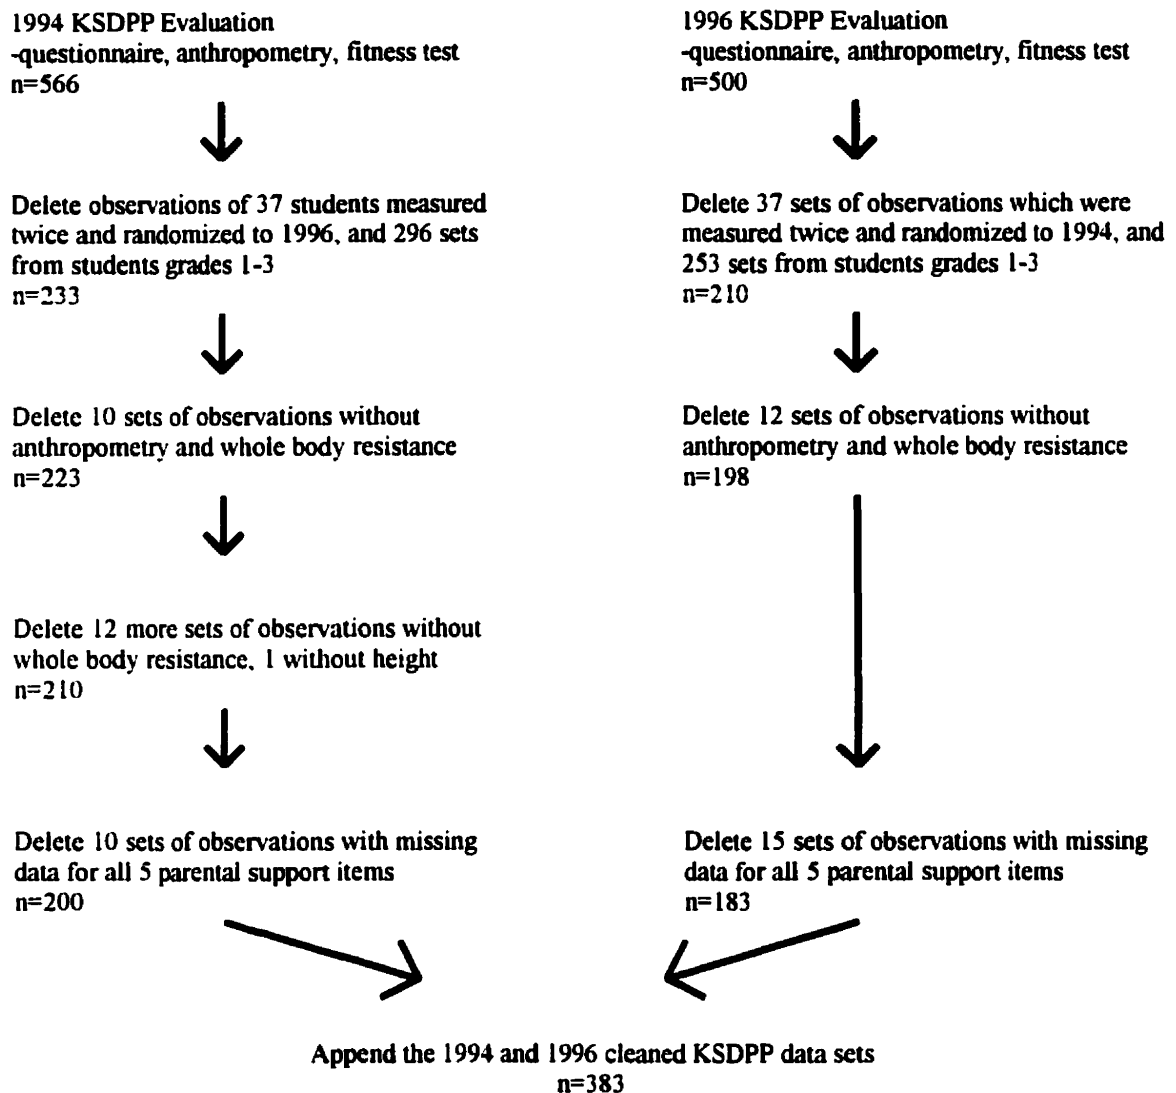 1994 KSDPP Evaluation
-questionnaire, anthropometry, fitness test
n=566
1996 KSDPP Evaluation
-questionnaire, anthropometry, fitness test
n=500
Delete observations of 37 students measured
twice and randomized to 1996, and 296 sets
from students grades 1-3
n=233
Delete 37 sets of observations which were
measured twice and randomized to 1994, and
253 sets from students grades 1-3
n=210
Delete 10 sets of observations without
anthropometry and whole body resistance
n=223
Delete 12 sets of observations without
anthropometry and whole body resistance
n=198
Delete 12 more sets of observations without
whole body resistance, 1 without height
n=210
Delete 10 sets of observations with missing
data for all 5 parental support items
n=200
Delete 15 sets of observations with missing
data for all 5 parental support items
n=183
Append the 1994 and 1996 cleaned KSDPP data sets
n=383